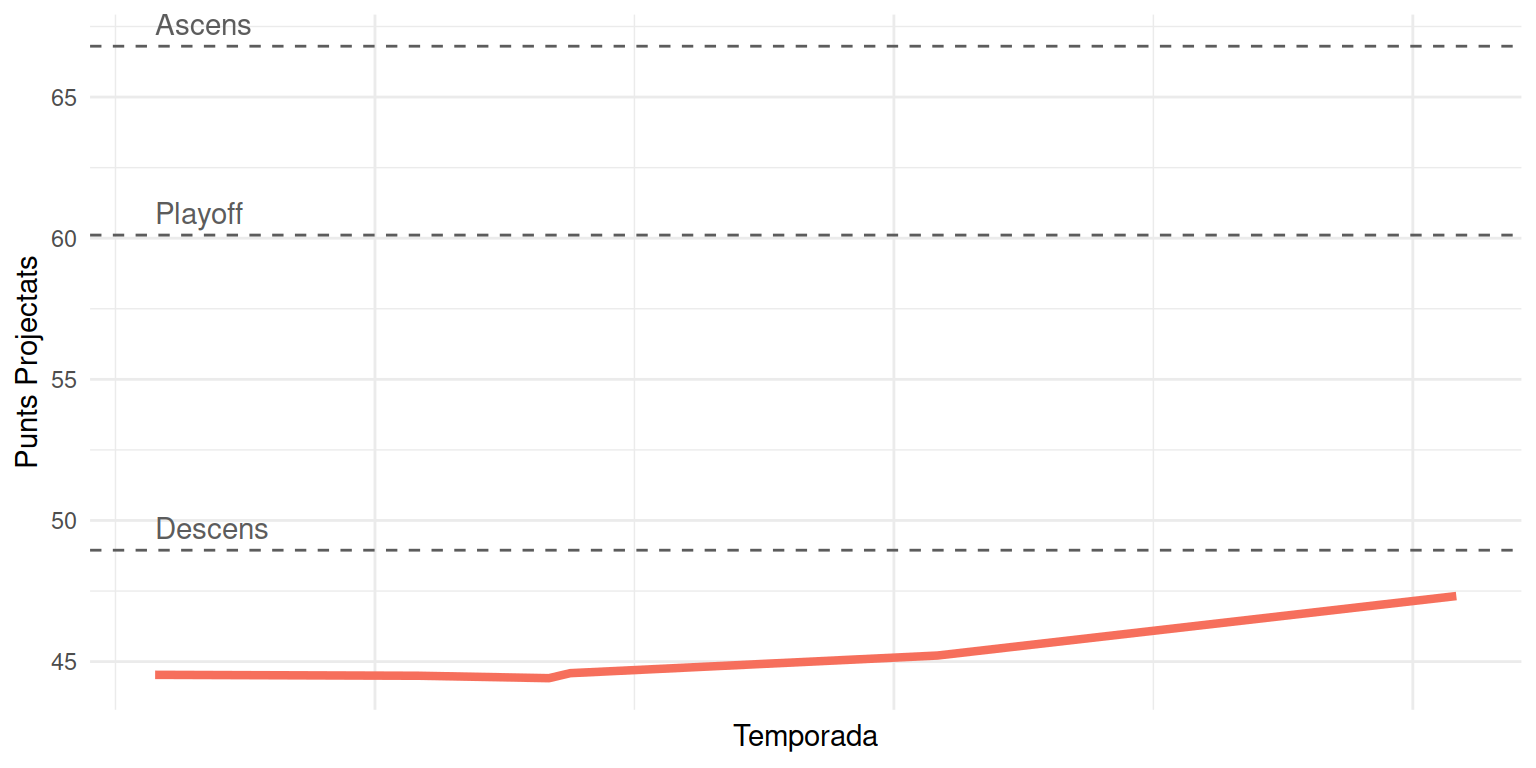 Ascens
65
Playoff
60
55
50
Descens
45
Punts Projectats
Temporada